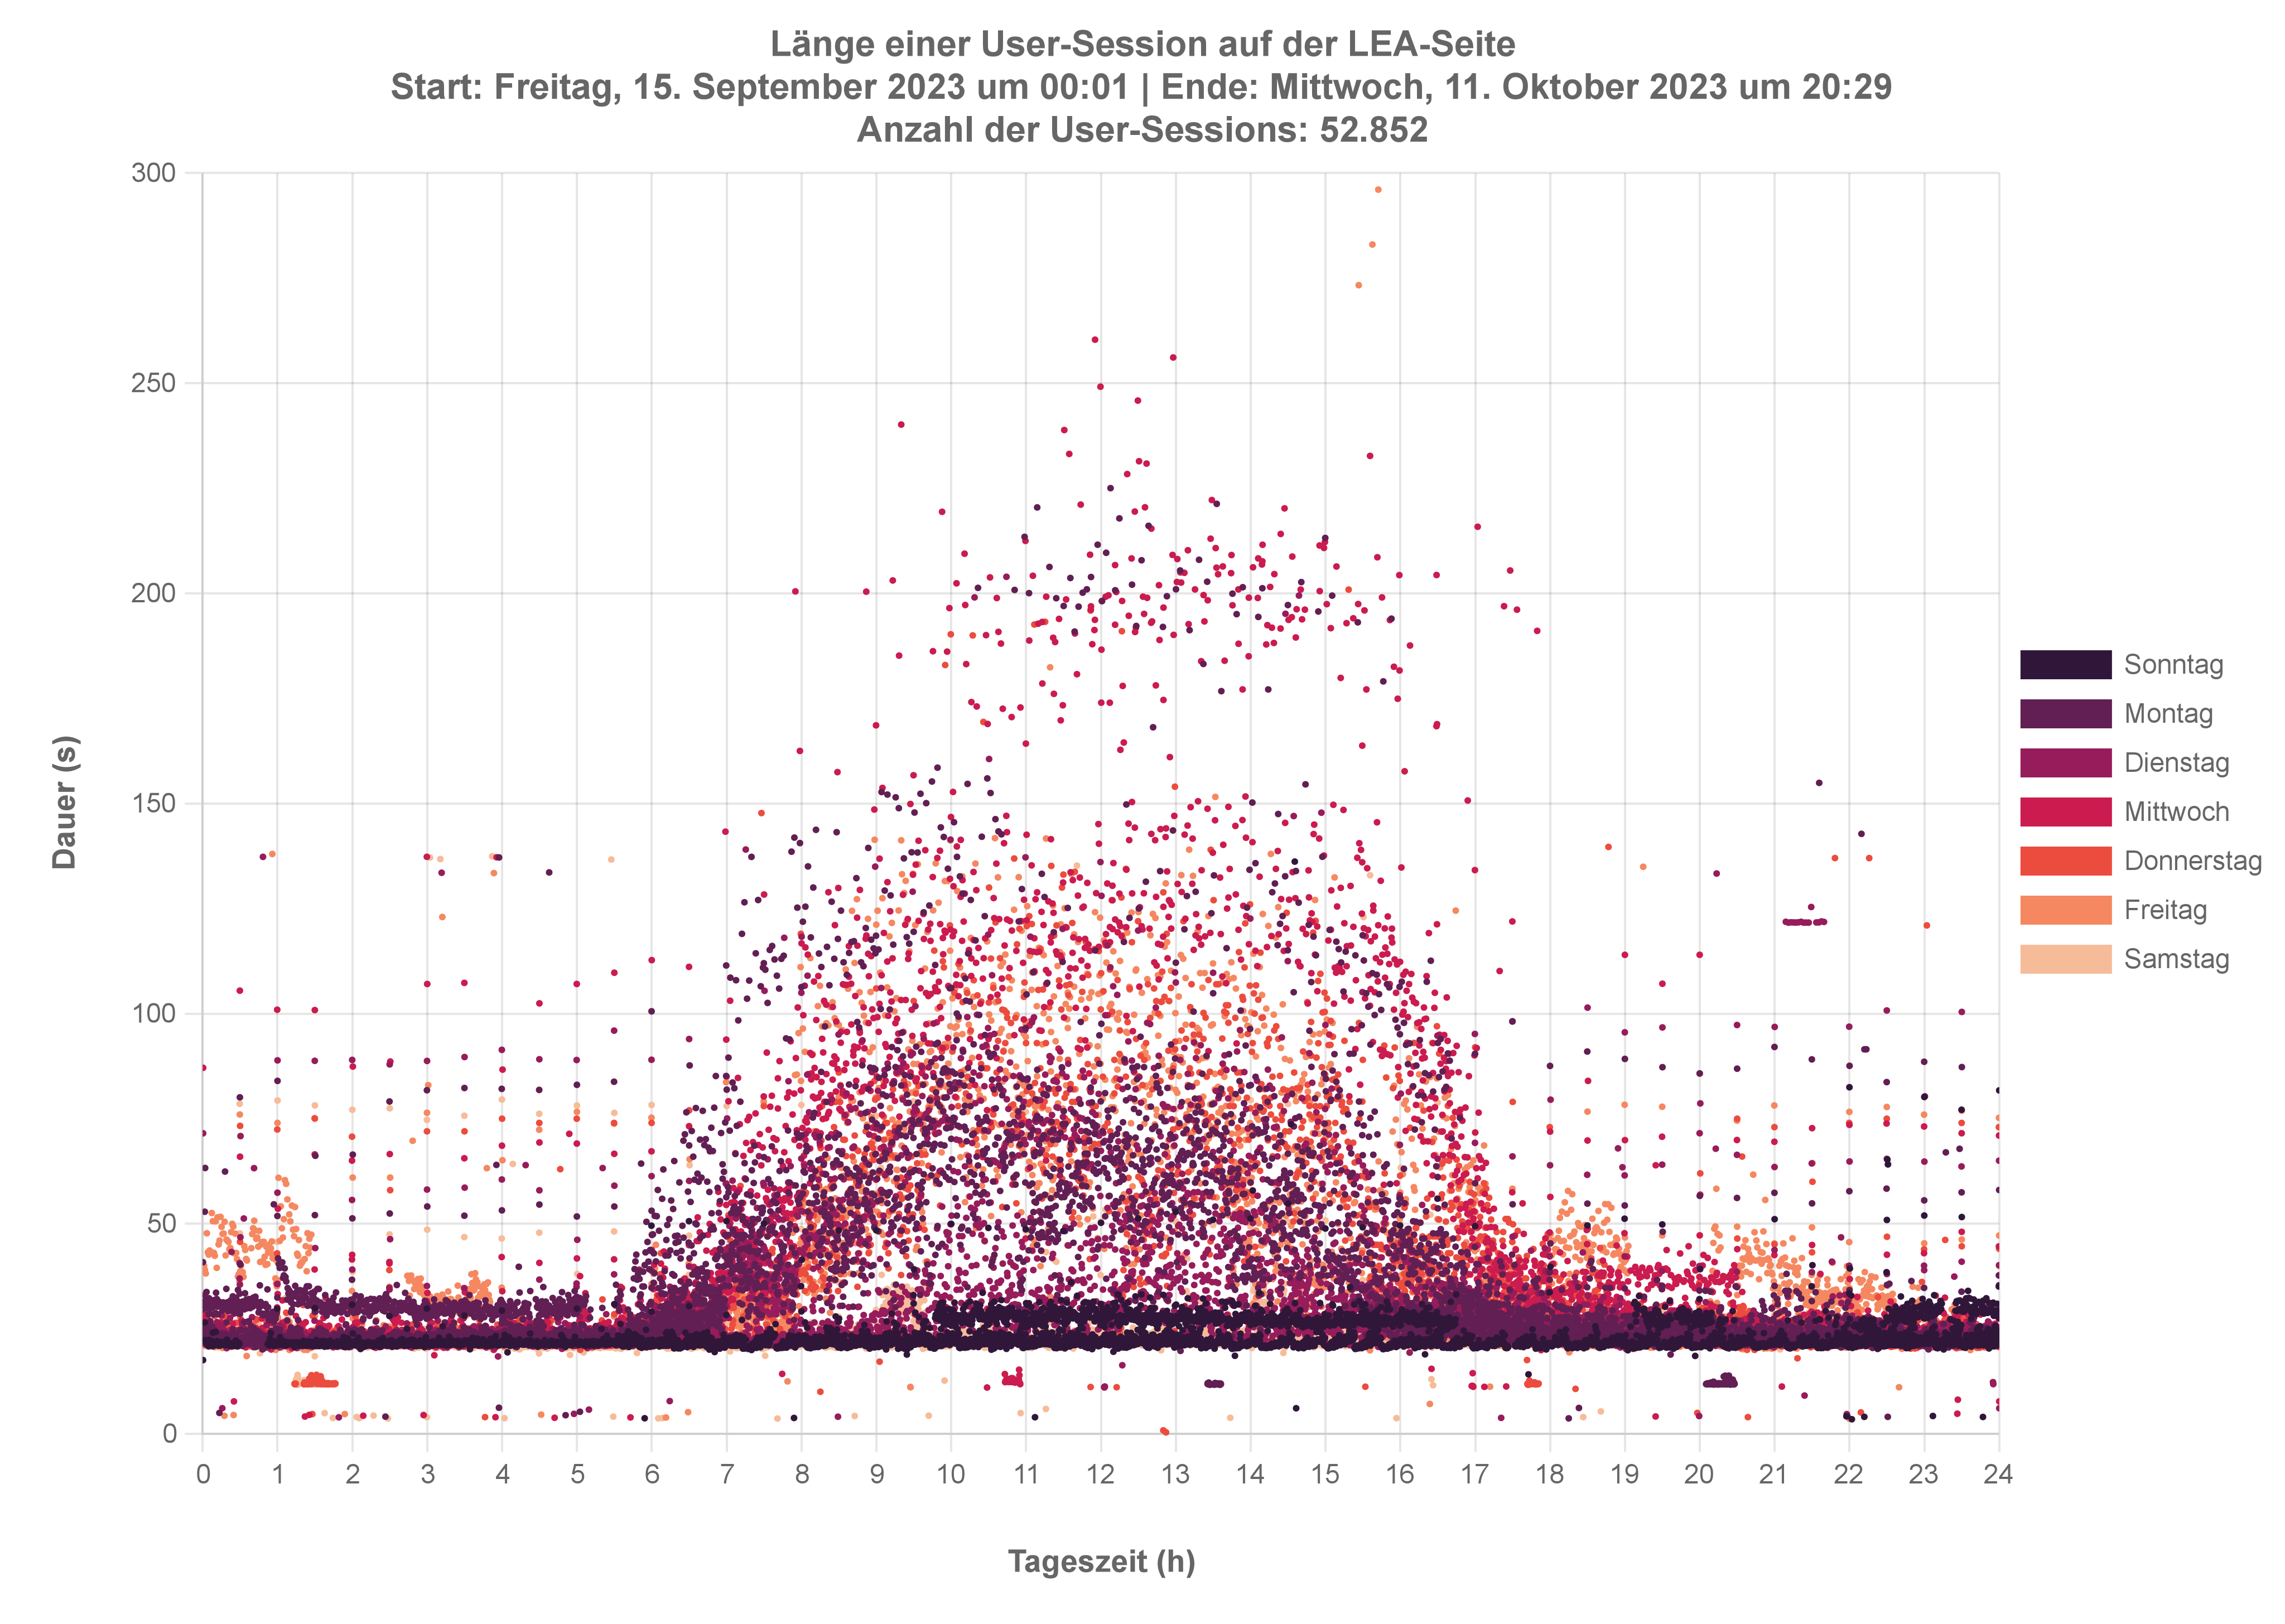 Länge einer User-Session auf der LEA-Seite
Start: Freitag, 15. September 2023 um 00:01 | Ende: Mittwoch, 11. Oktober 2023 um 20:29
Anzahl der User-Sessions: 52.852
300
250
200
150
100
50
0
Dauer (s)
0 1 2 3 4 5 6 7 8 9 10 11 12 13 14 15 16 17 18 19 20 21 22 23 24
Tageszeit (h)
Sonntag
Montag
Dienstag
Mittwoch
Donnerstag
Freitag
Samstag